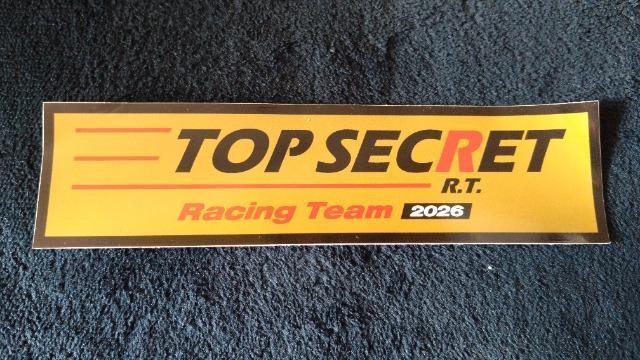 TOP SECRET
R.T.
Racing Team 2026